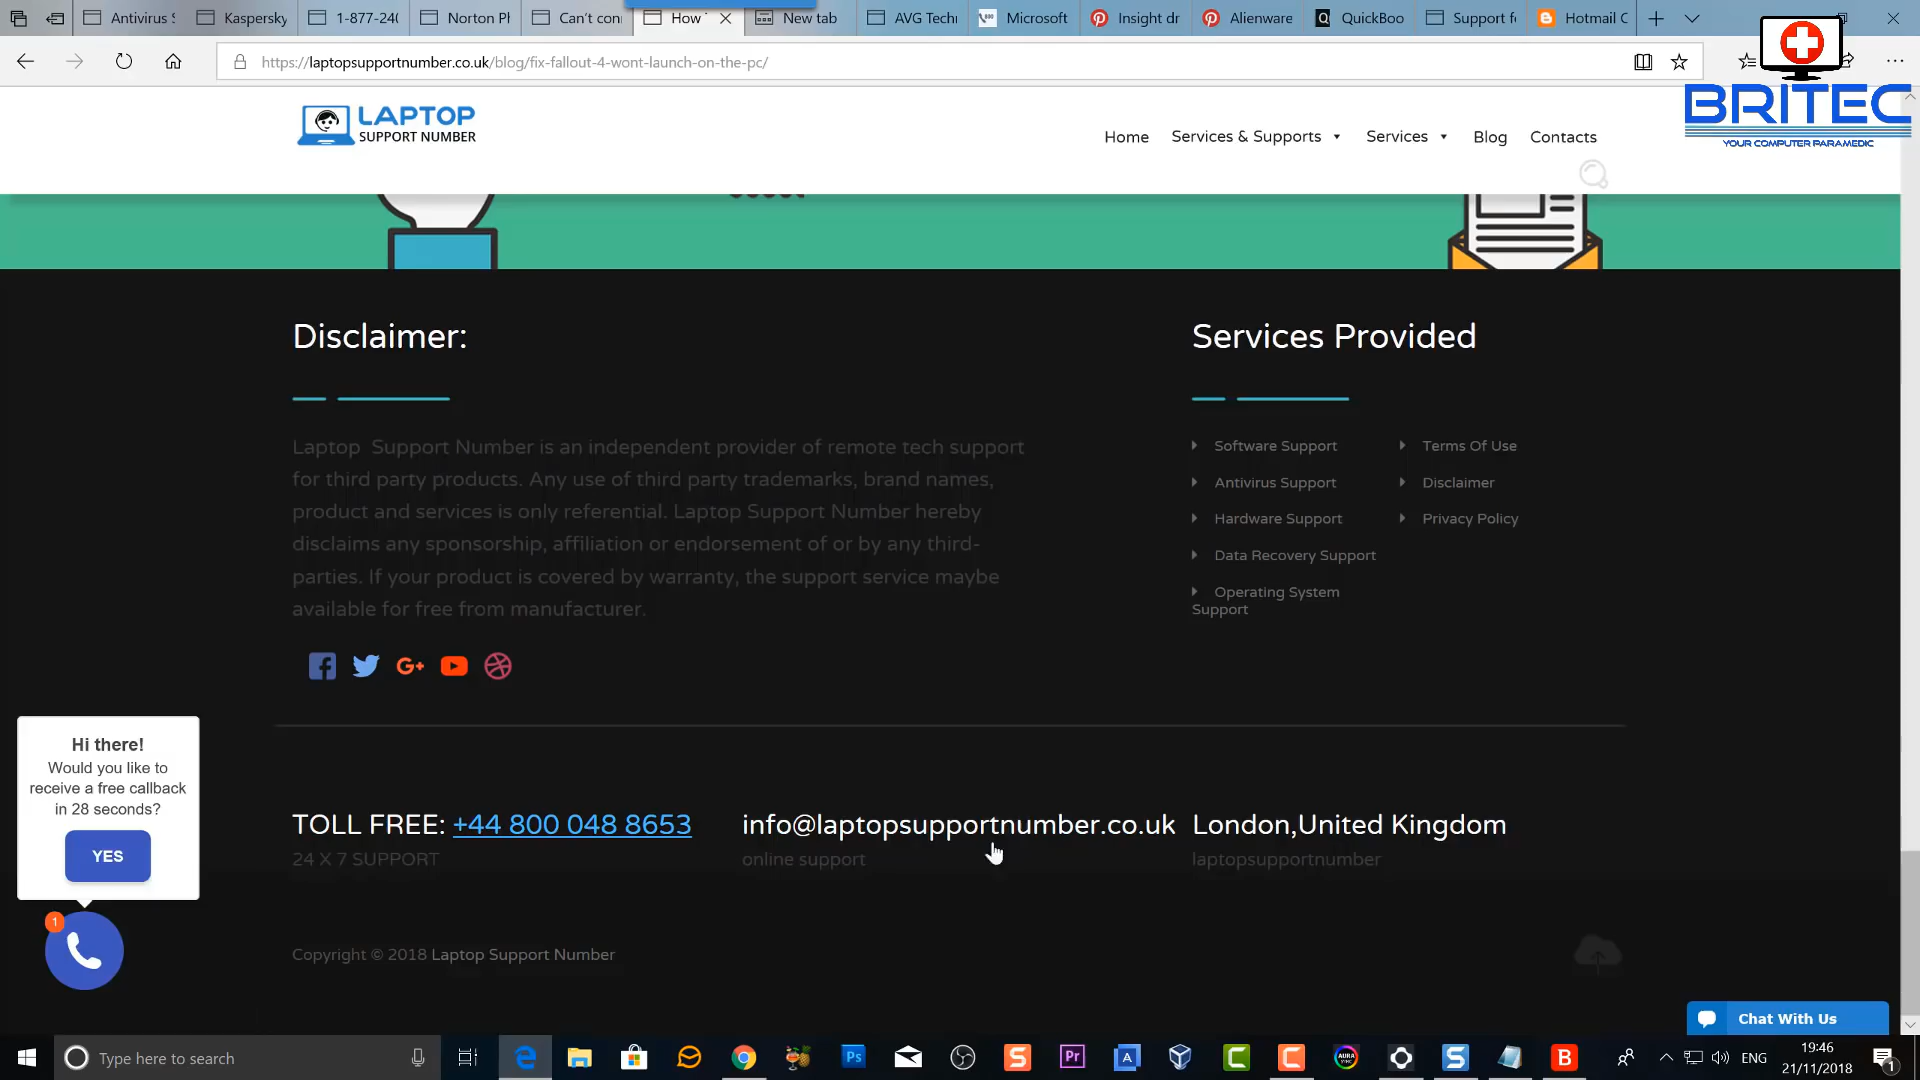 Antivirus S
Kaspersky
1-877-240
Norton Ph
Can't con
How
New tab
AVG Techn
Microsoft
Insight dr
Alienware
QuickBoo
Support fo
Hotmail C
https://laptopsupportnumber.co.uk/blog/fix-fallout-4-wont-launch-on-the-pc/
BRITEC
YOUR COMPUTER PARAMEDIC
LAPTOP
SUPPORT NUMBER
Home
Services & Supports
Services
Blog
Contacts
Disclaimer:
Laptop Support Number is an independent provider of remote tech support
for third party products. Any use of third party trademarks, brand names,
product and services is only referential. Laptop Support Number hereby
disclaims any sponsorship, affiliation or endorsement of or by any third-
parties. If your product is covered by warranty, the support service maybe
available for free from manufacturer.
Services Provided
Software Support
Antivirus Support
Hardware Support
Data Recovery Support
Operating System
Support
Terms Of Use
Disclaimer
Privacy Policy
Hi there!
Would you like to
receive a free callback
in 28 seconds?
YES
1
TOLL FREE: +44 800 048 8653
24 X 7 SUPPORT
info@laptopsupportnumber.co.uk
online support
London,United Kingdom
laptopsupportnumber
Copyright © 2018 Laptop Support Number
Chat With Us
Type here to search
ENG
19:46
21/11/2018